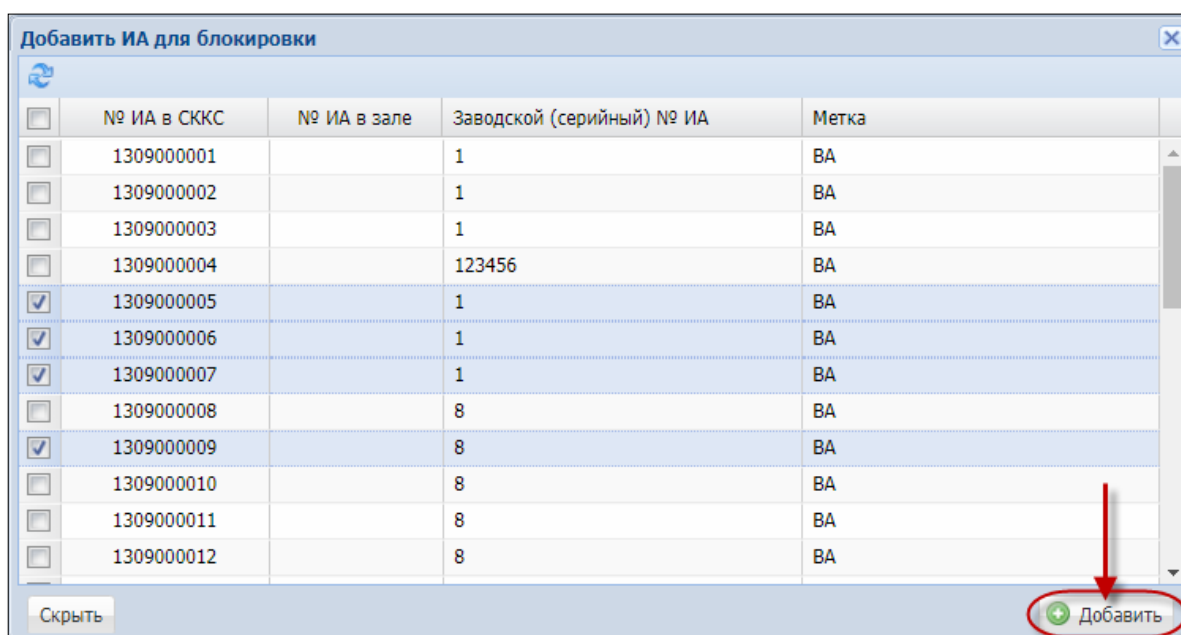 Добавить ИА для блокировки
№ ИА в СККС № ИА в зале Заводской (серийный) № ИА Метка
1309000001 1 ВА
1309000002 1 ВА
1309000003 1 ВА
1309000004 123456 ВА
1309000005 1 ВА
1309000006 1 ВА
1309000007 1 ВА
1309000008 8 ВА
1309000009 8 ВА
1309000010 8 ВА
1309000011 8 ВА
1309000012 8 ВА
Скрыть Добавить